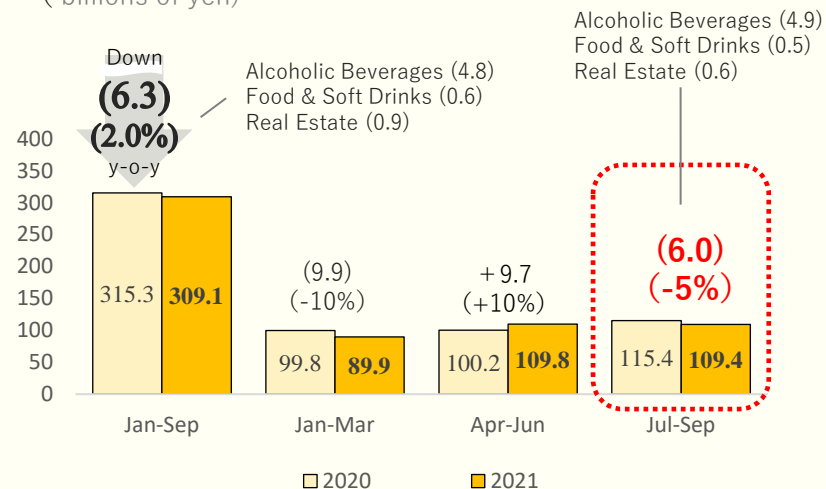 ( billions of yen)
Alcoholic Beverages (4.9)
Food & Soft Drinks (0.5)
Real Estate (0.6)
Down
(6.3)
(2.0%)
y-o-y
Alcoholic Beverages (4.8)
Food & Soft Drinks (0.6)
Real Estate (0.9)
400
350
300
250
200
150
100
50
0
315.3
309.1
(9.9)
(-10%)
99.8
89.9
+9.7
(+10%)
100.2
109.8
(6.0)
(-5%)
115.4
109.4
Jan-Sep
Jan-Mar
Apr-Jun
Jul-Sep
2020
2021